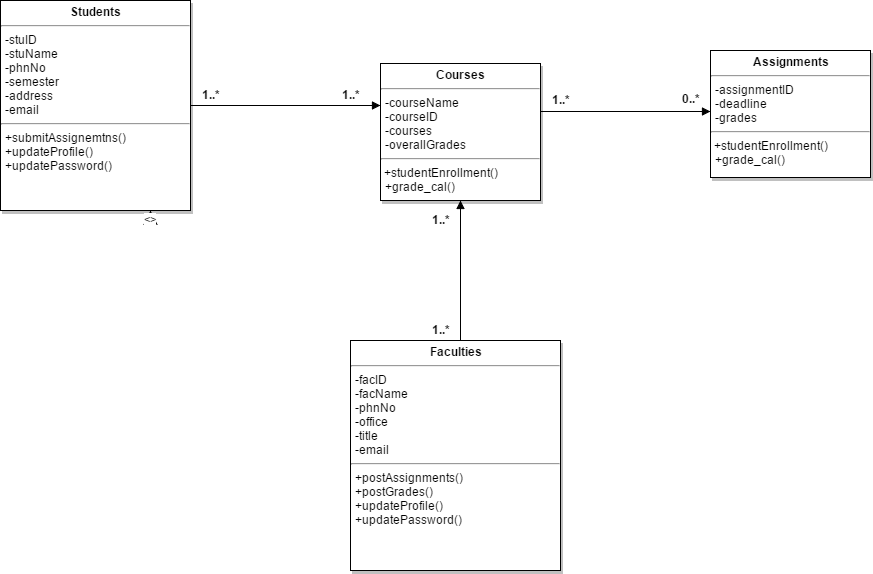 Students
-stuID
-stuName
-phnNo
-semester
-address
-email
+submitAssignemtns()
+updateProfile()
+updatePassword()
<>
1..*
1..*
Courses
-courseName
-courseID
-courses
-overallGrades
+studentEnrollment()
+grade_cal()
1..*
0..*
Assignments
-assignmentID
-deadline
-grades
+studentEnrollment()
+grade_cal()
1..*
1..*
Faculties
-facID
-facName
-phnNo
-office
-title
-email
+postAssignments()
+postGrades()
+updateProfile()
+updatePassword()